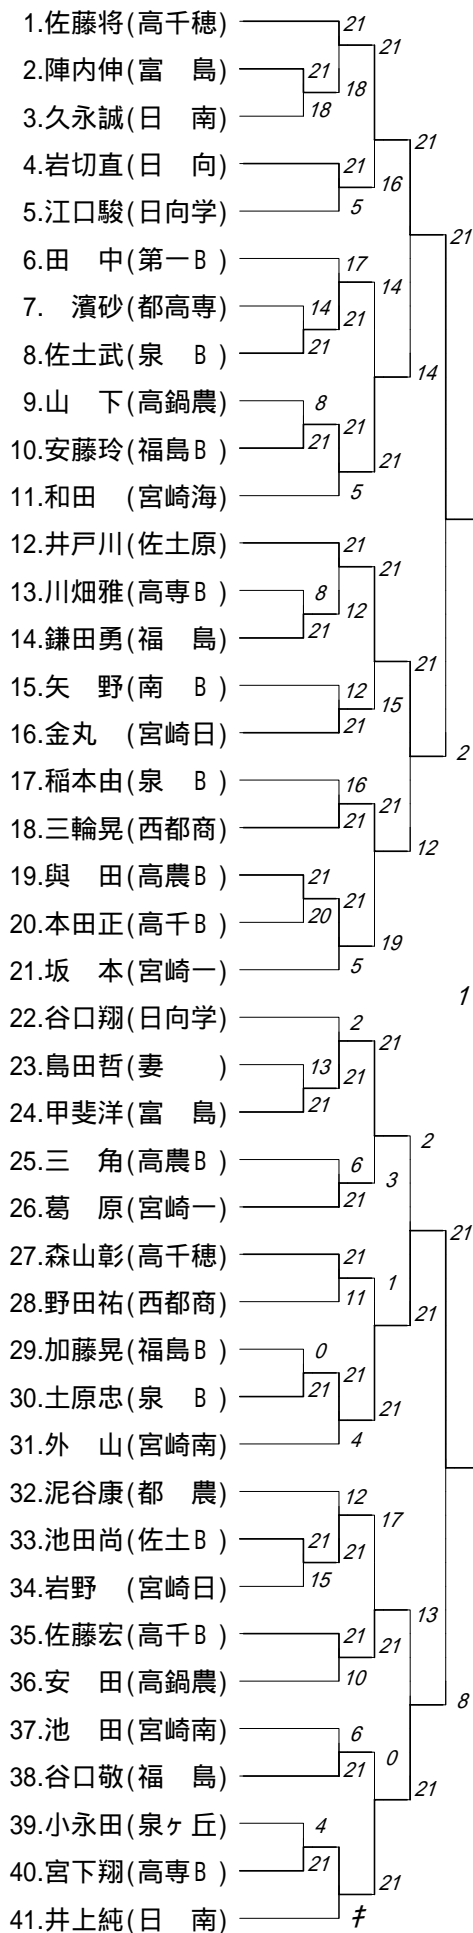 1.佐藤将(高千穂)
21
21
2.陣内伸(富　島)
21
18
3.久永誠(日　南)
18
21
4.岩切直(日　向)
21
16
5.江口駿(日向学)
5
21
6.田　中(第一Ｂ)
17
14
7.　濱砂(都高専)
14
21
8.佐土武(泉　Ｂ)
21
14
9.山　下(高鍋農)
8
21
10.安藤玲(福島Ｂ)
21
21
11.和田　(宮崎海)
5
12.井戸川(佐土原)
21
21
13.川畑雅(高専Ｂ)
8
12
14.鎌田勇(福　島)
21
21
15.矢　野(南　Ｂ)
12
15
16.金丸　(宮崎日)
21
2
17.稲本由(泉　Ｂ)
16
21
18.三輪晃(西都商)
21
12
19.與　田(高農Ｂ)
21
21
20.本田正(高千Ｂ)
20
19
21.坂　本(宮崎一)
5
1
22.谷口翔(日向学)
2
21
23.島田哲(妻　　)
13
21
24.甲斐洋(富　島)
21
2
25.三　角(高農Ｂ)
6
3
26.葛　原(宮崎一)
21
21
27.森山彰(高千穂)
21
1
28.野田祐(西都商)
11
21
29.加藤晃(福島Ｂ)
0
21
30.土原忠(泉　Ｂ)
21
21
31.外　山(宮崎南)
4
32.泥谷康(都　農)
12
17
33.池田尚(佐土Ｂ)
21
21
34.岩野　(宮崎日)
15
13
35.佐藤宏(高千Ｂ)
21
21
36.安　田(高鍋農)
10
8
37.池　田(宮崎南)
6
0
38.谷口敬(福　島)
21
21
39.小永田(泉ヶ丘)
4
40.宮下翔(高専Ｂ)
21
21
41.井上純(日　南)
キ